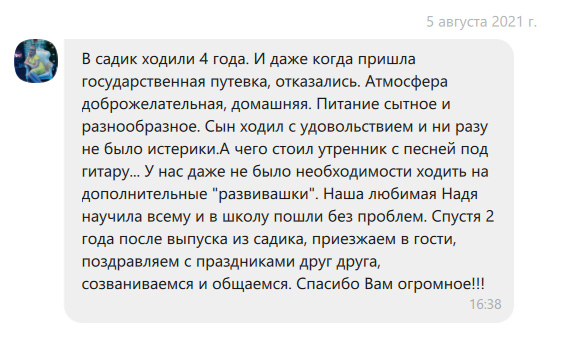 5 августа 2021 г.
В садик ходили 4 года. И даже когда пришла
государственная путевка, отказались. Атмосфера
доброжелательная, домашняя. Питание сытное и
разнообразное. Сын ходил с удовольствием и ни разу
не было истерики.А чего стоил утренник с песней под
гитару... У нас даже не было необходимости ходить на
дополнительные "развивашки". Наша любимая Надя
научила всему и в школу пошли без проблем. Спустя 2
года после выпуска из садика, приезжаем в гости,
поздравляем с праздниками друг друга,
созваниваемся и общаемся. Спасибо Вам огромное!!!
16:38